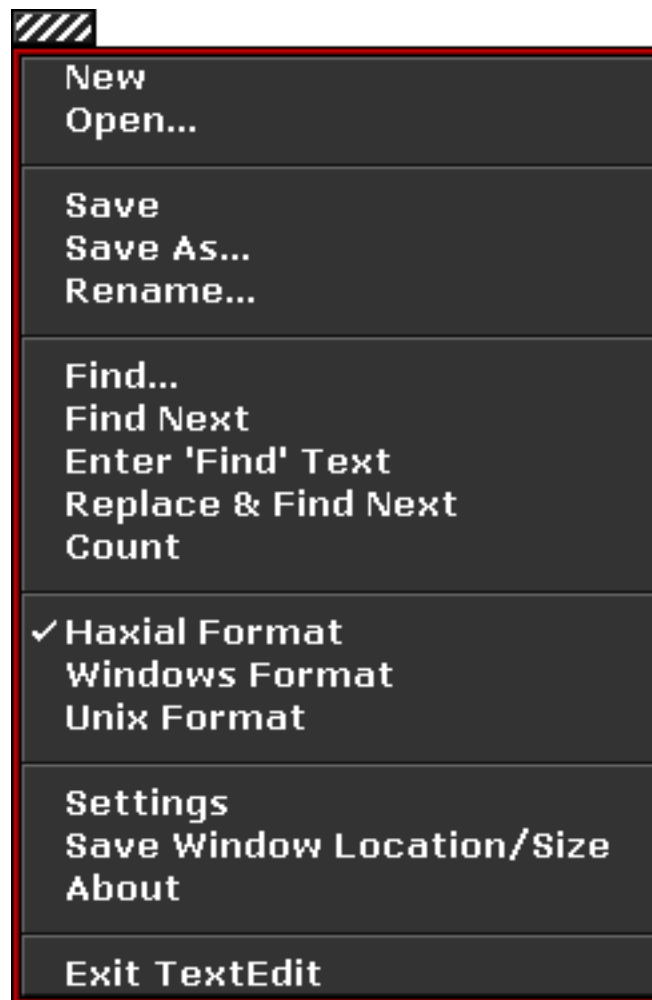 New
Open...
Save
Save As...
Rename...
Find...
Find Next
Enter 'Find' Text
Replace & Find Next
Count
✓ Haxial Format
Windows Format
Unix Format
Settings
Save Window Location/Size
About
Exit TextEdit